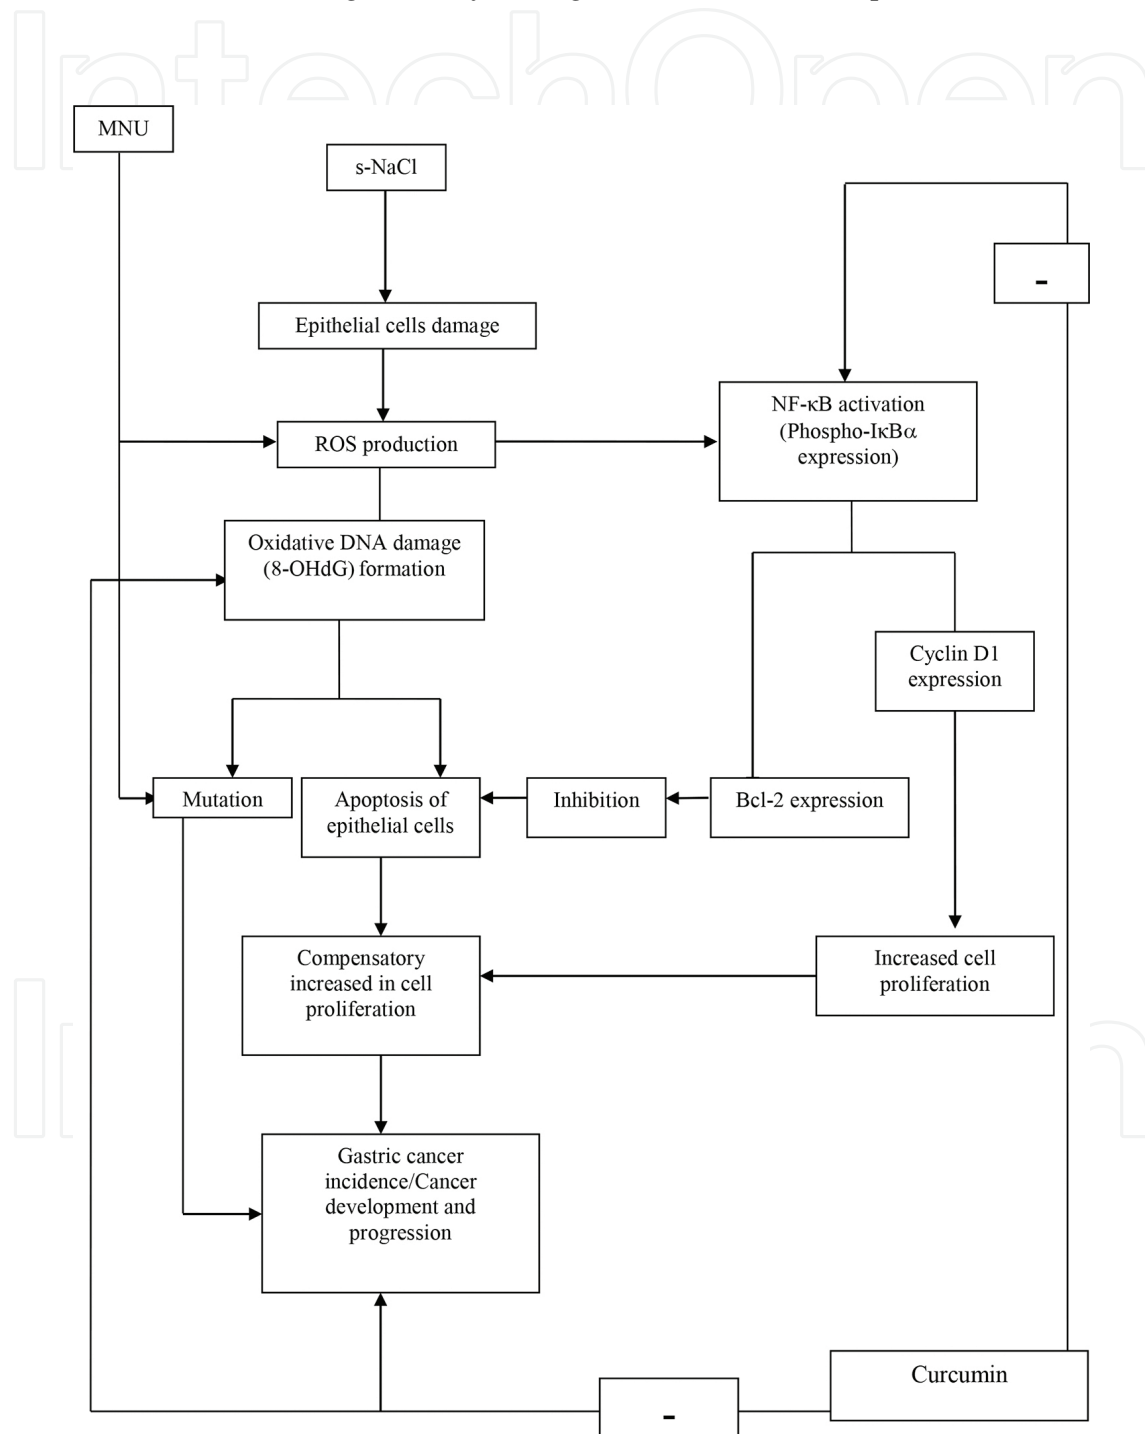 IntechOpen
MNU
s-NaCl
-
Epithelial cells damage
NF-κB activation
(Phospho-IκBα
expression)
ROS production
Oxidative DNA damage
(8-OHdG) formation
Cyclin D1
expression
Mutation
Apoptosis of
epithelial cells
Inhibition
Bcl-2 expression
Compensatory
increased in cell
proliferation
Increased cell
proliferation
Gastric cancer
incidence/Cancer
development and
progression
Curcumin
-